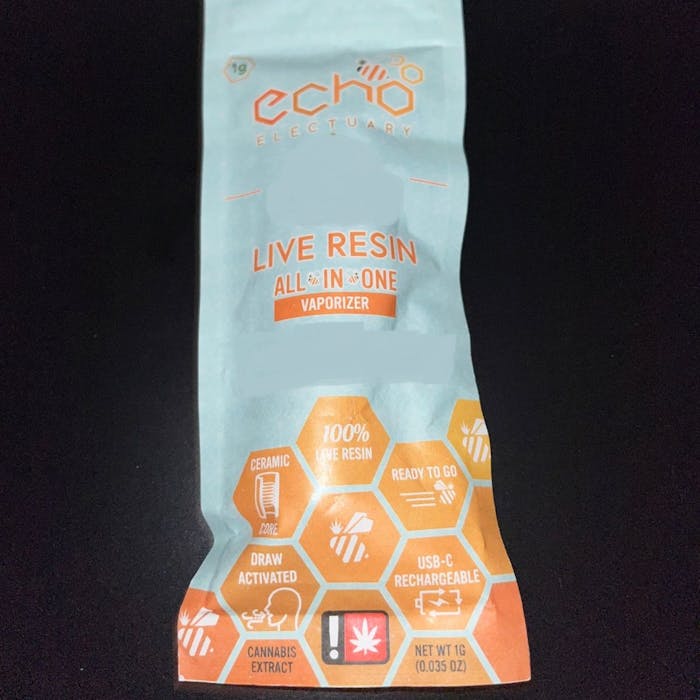 1g
echo
ELECTUARY
LIVE RESIN
ALL IN ONE
VAPORIZER
100%
LIVE RESIN
CERAMIC
CORE
READY TO GO
DRAW
ACTIVATED
USB-C
RECHARGEABLE
!
CANNABIS
EXTRACT
NET WT 1G
(0.035 OZ)